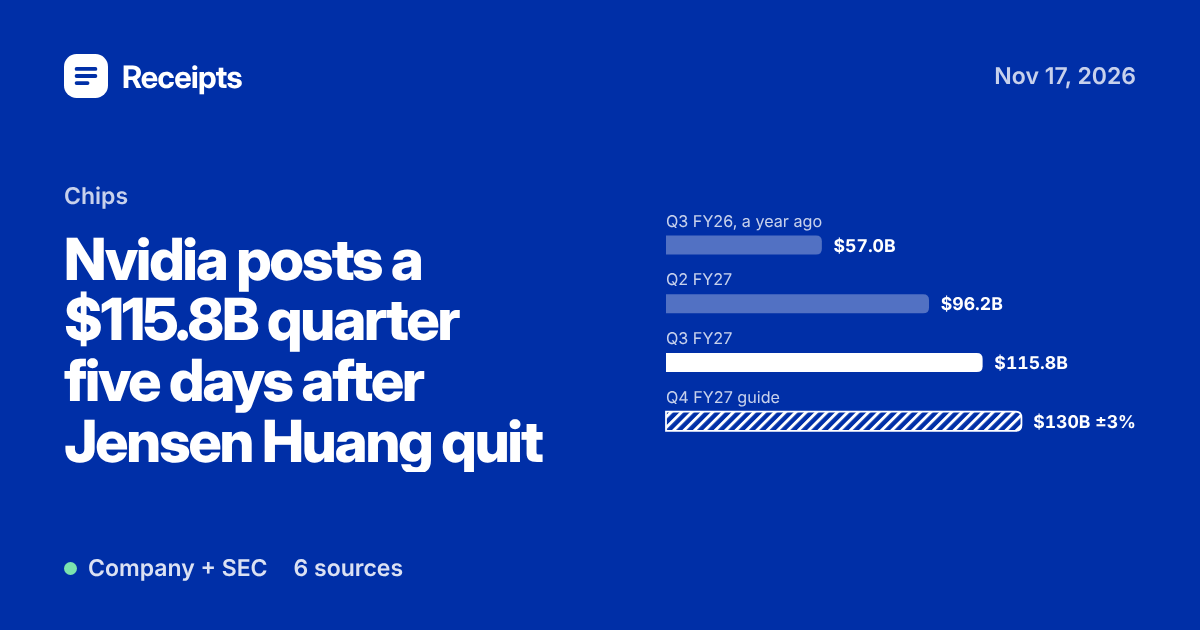 Receipts
Nov 17, 2026
Chips
Nvidia posts a
$115.8B quarter
five days after
Jensen Huang quit
Q3 FY26, a year ago
$57.0B
Q2 FY27
$96.2B
Q3 FY27
$115.8B
Q4 FY27 guide
$130B ±3%
Company + SEC
6 sources